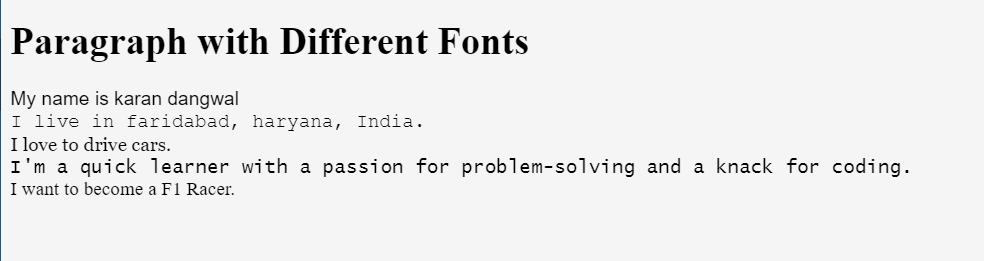 Paragraph with Different Fonts
My name is karan dangwal
I live in faridabad, haryana, India.
I love to drive cars.
I'm a quick learner with a passion for problem-solving and a knack for coding.
I want to become a F1 Racer.